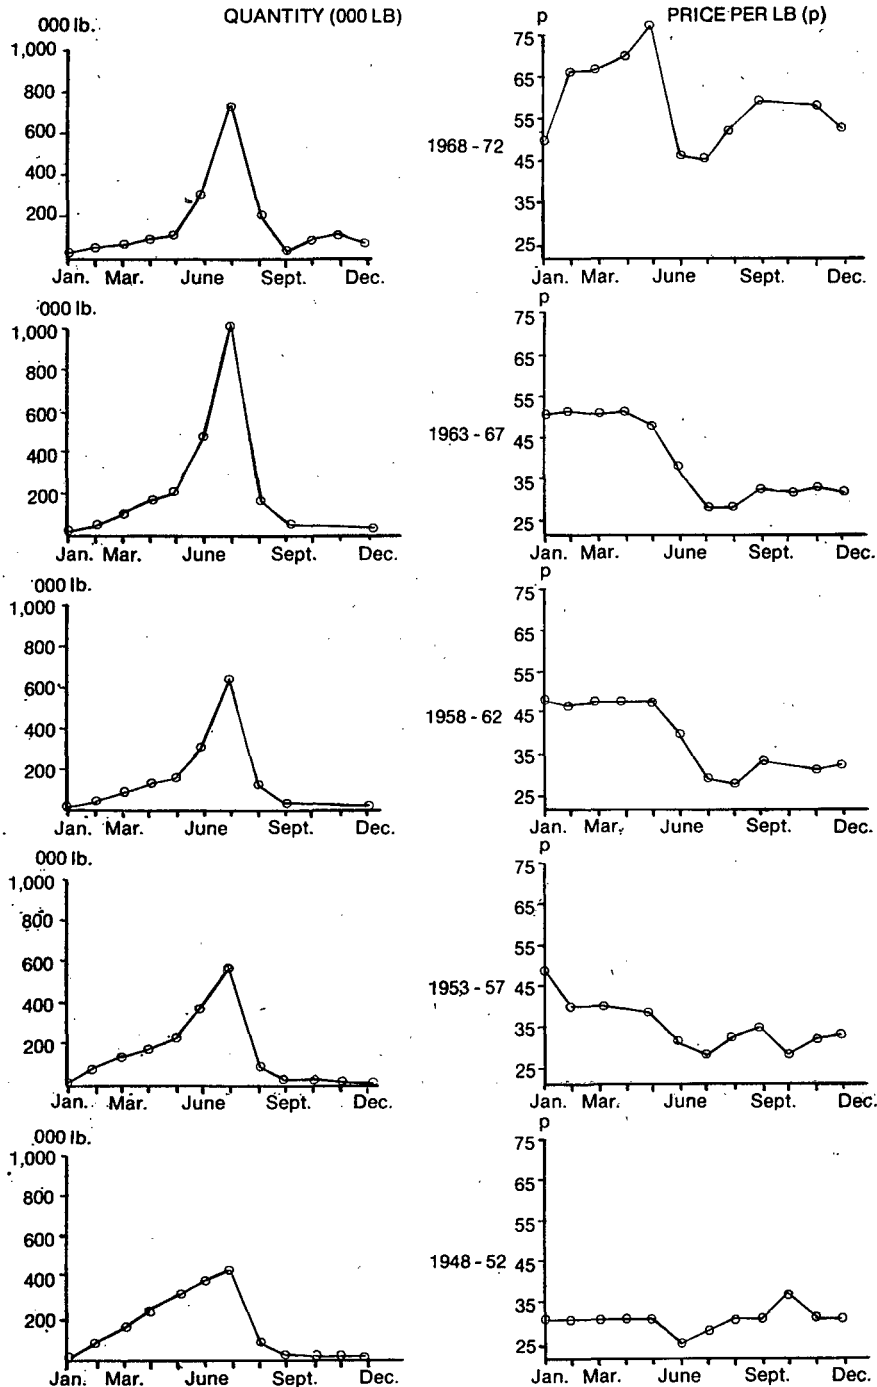 QUANTITY (000 LB) PRICE PER LB (p)
000 lb.
1,000
800
600
400
200
Jan. Mar. June Sept. Dec.
1968 - 72
p
75
65
55
45
35
25
Jan. Mar. June Sept. Dec.
000 lb.
1,000
800
600
400
200
Jan. Mar. June Sept. Dec.
1963 - 67
p
75
65
55
45
35
25
Jan. Mar. June Sept. Dec.
000 lb.
1,000
800
600
400
200
Jan. Mar. June Sept. Dec.
1958 - 62
p
75
65
55
45
35
25
Jan. Mar. June Sept. Dec.
000 lb.
1,000
800
600
400
200
Jan. Mar. June Sept. Dec.
1953 - 57
p
75
65
55
45
35
25
Jan. Mar. June Sept. Dec.
000 lb.
1,000
800
600
400
200
Jan. Mar. June Sept. Dec.
1948 - 52
p
75
65
55
45
35
25
Jan. Mar. June Sept. Dec.